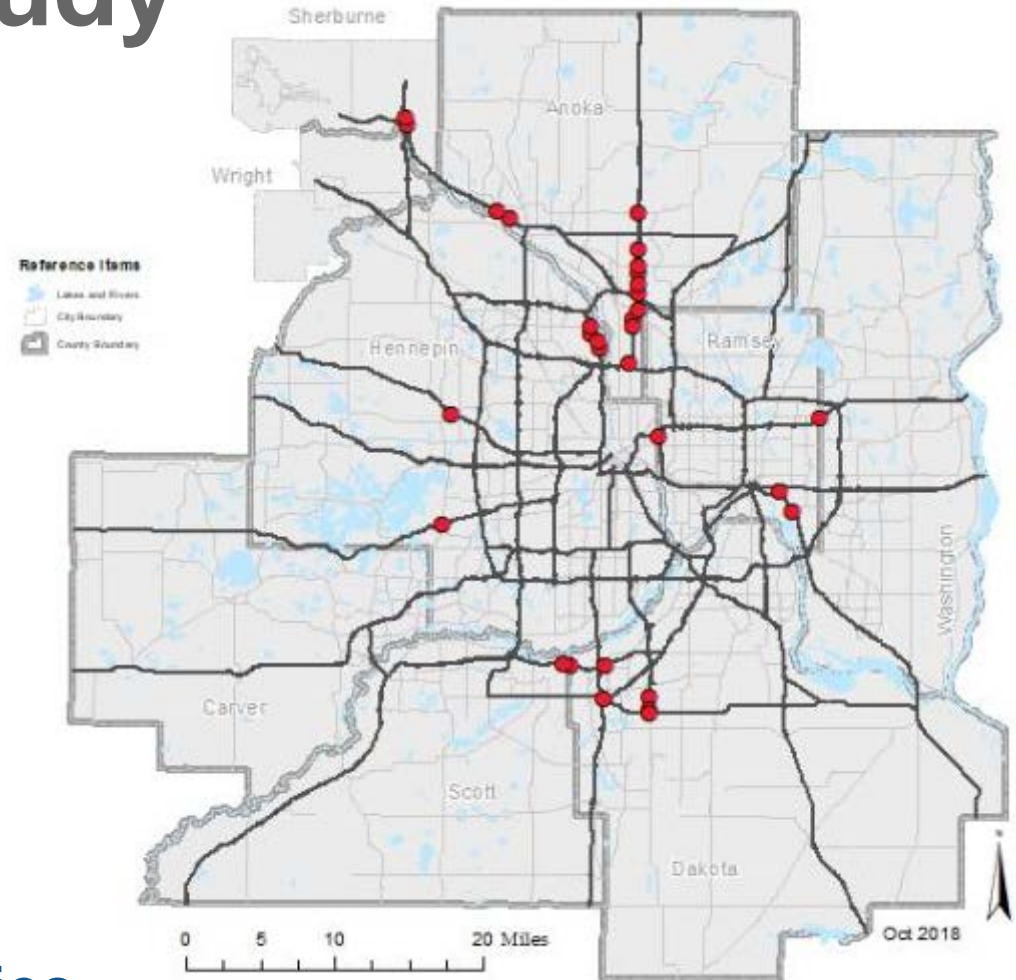 udy
Sherburne
Anoka
Wright
Reference Items
Lakes and Rivers
City Boundary
County Boundary
Hennepin
Ramsey
Washington
Carver
Scott
Dakota
0 5 10 20 Miles
Oct 2018